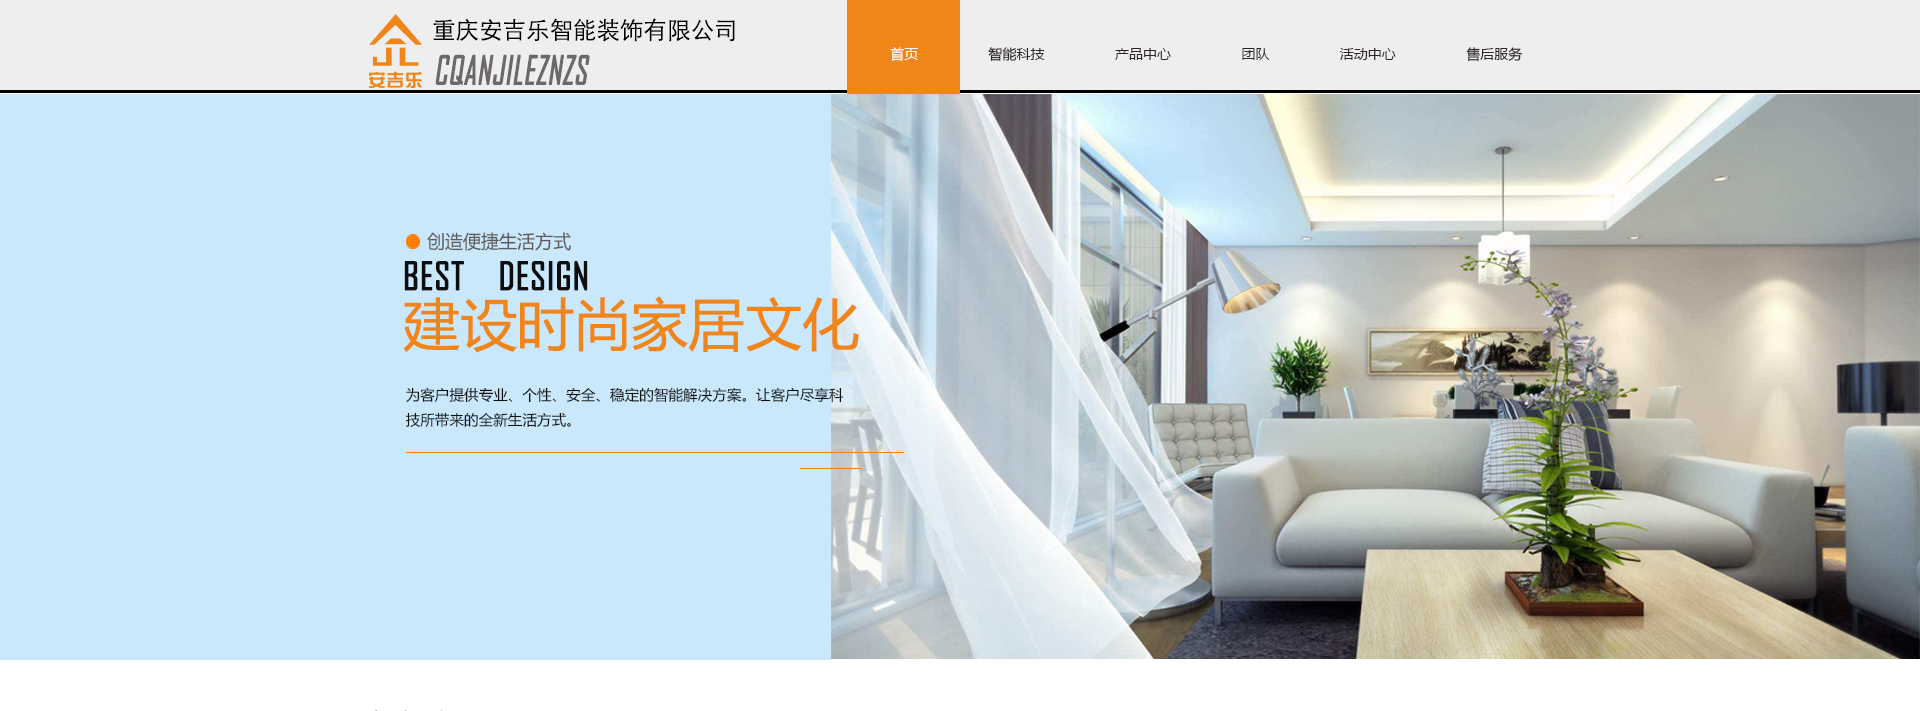 重庆安吉乐智能装饰有限公司
安吉乐
CQANJILEZNZS
首页 智能科技 产品中心 团队 活动中心 售后服务
创造便捷生活方式
BEST DESIGN
建设时尚家居文化
为客户提供专业、个性、安全、稳定的智能解决方案。让客户尽享科
技所带来的全新生活方式。